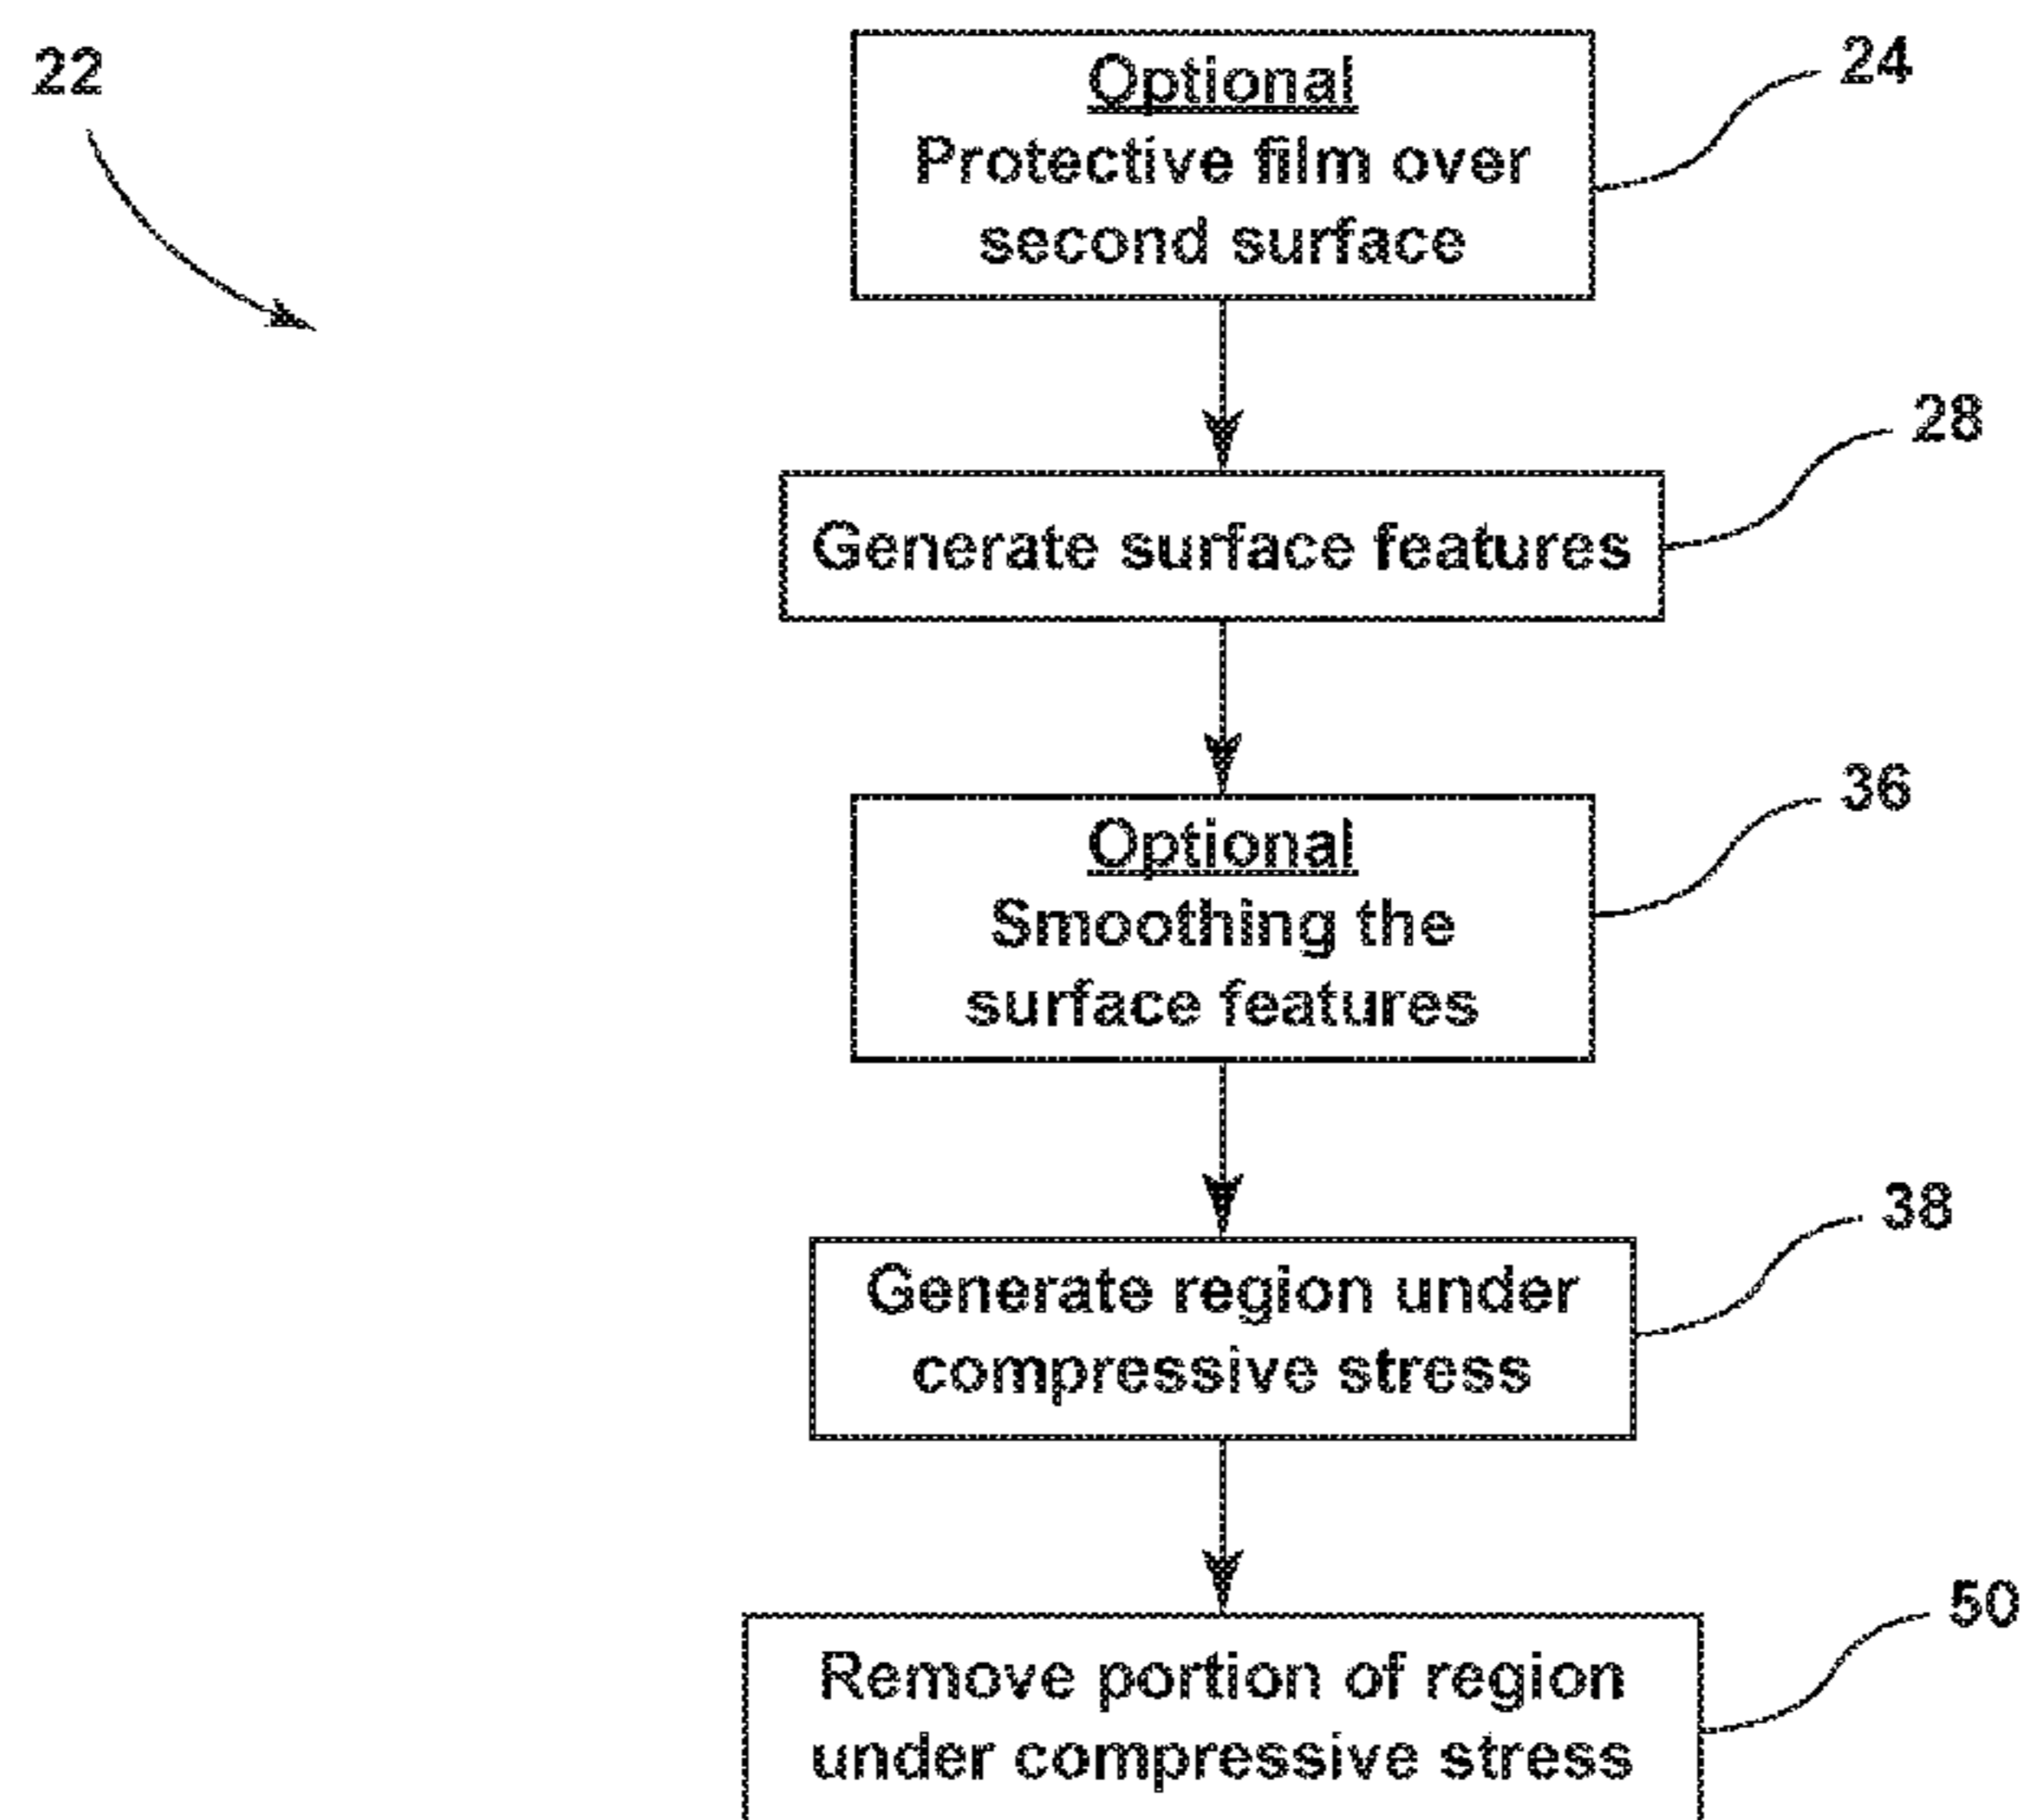 22
Optional
24
Protective film over
second surface
28
Generate surface features
36
Optional
Smoothing the
surface features
38
Generate region under
compressive stress
50
Remove portion of region
under compressive stress